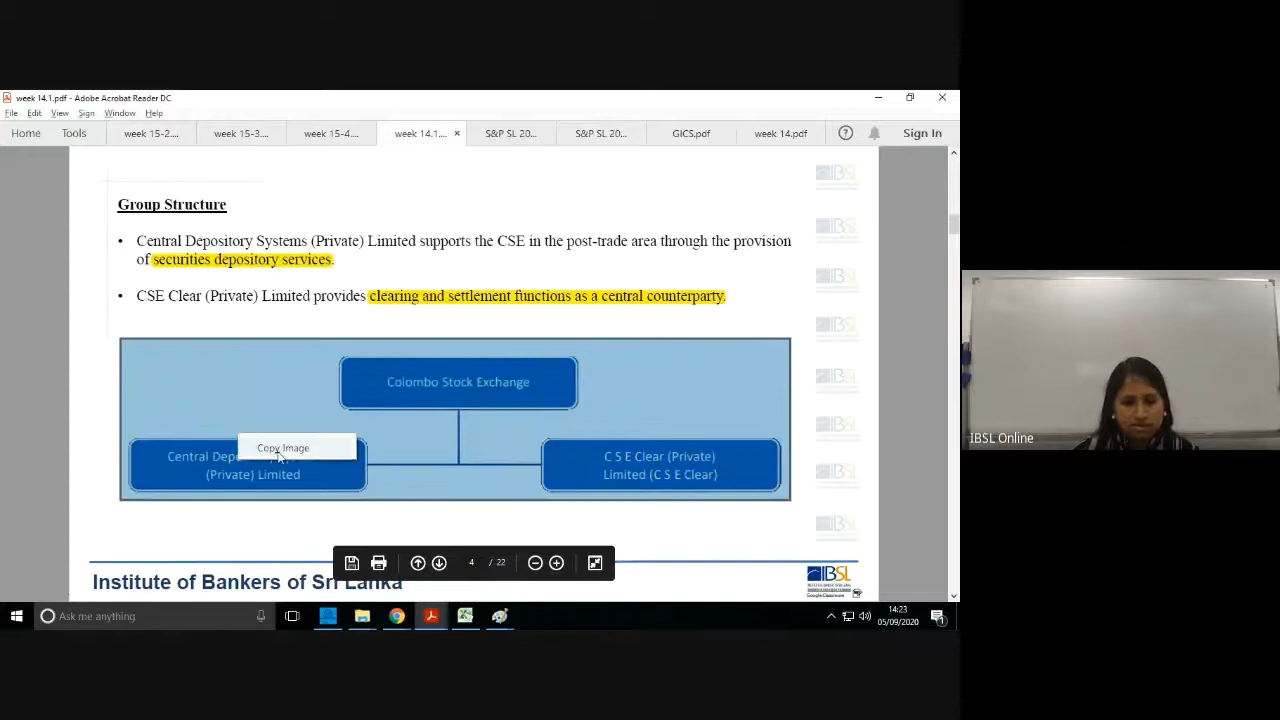 week 14.1.pdf - Adobe Acrobat Reader DC
File Edit View Sign Window Help
Home Tools week 15-2.... week 15-3.... week 15-4.... week 14.1.... × S&P SL 20... S&P SL 20... GICS.pdf week 14.pdf Sign In
Group Structure
• Central Depository Systems (Private) Limited supports the CSE in the post-trade area through the provision
of securities depository services.
• CSE Clear (Private) Limited provides clearing and settlement functions as a central counterparty.
Colombo Stock Exchange
Copy Image
Central Dep
(Private) Limited
C S E Clear (Private)
Limited (C S E Clear)
4 / 22
Institute of Bankers of Sri Lanka
IBSL
Ask me anything
14:23
05/09/2020
IBSL Online